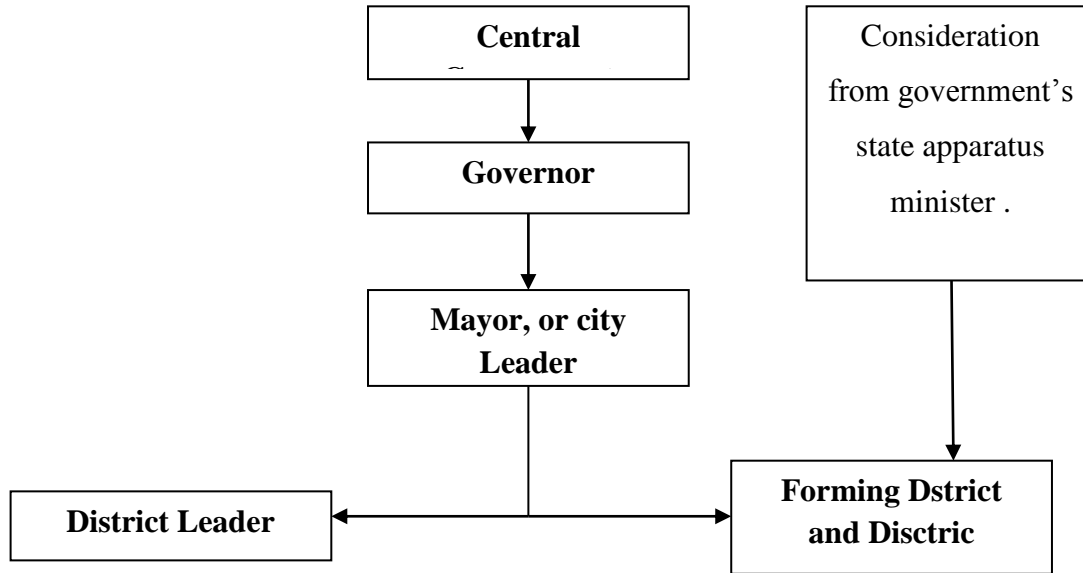 Central
Consideration
from government’s
state apparatus
minister .
Governor
Mayor, or city
Leader
District Leader
Forming Dstrict
and Disctric